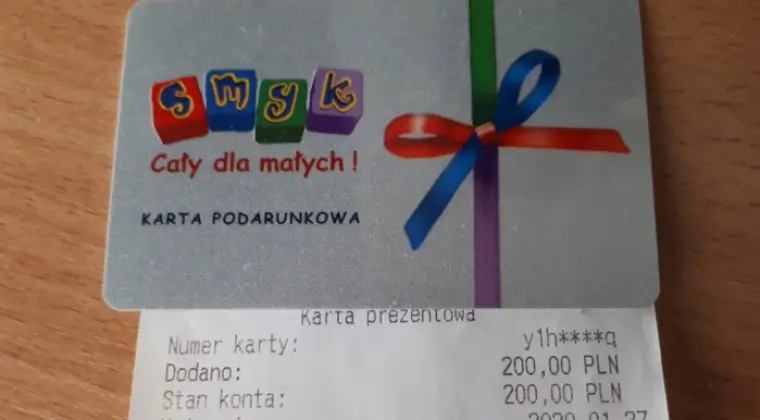 smyk
Cały dla małych !
KARTA PODARUNKOWA
Karta prezentowa
Numer karty: y1h****q
Dodano: 200,00 PLN
Stan konta: 200,00 PLN